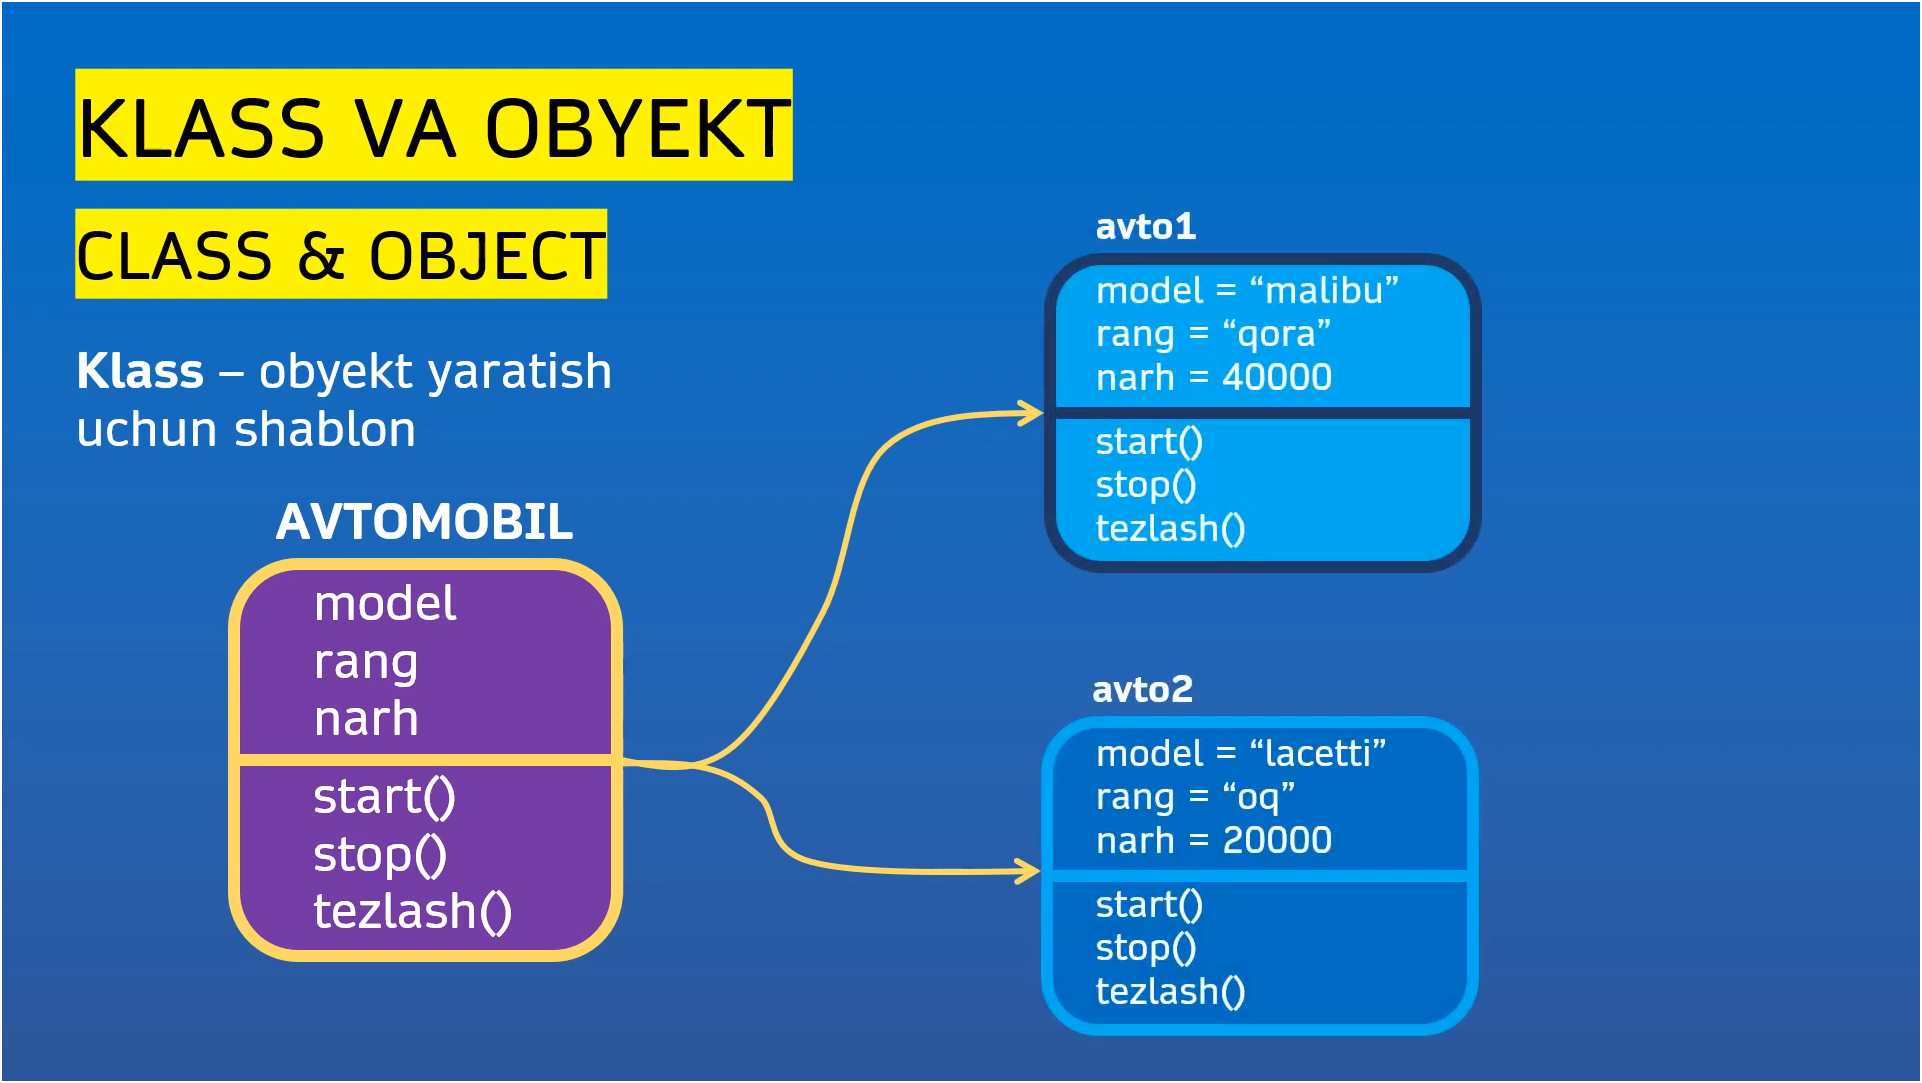 KLASS VA OBYEKT
CLASS & OBJECT
Klass – obyekt yaratish
uchun shablon
AVTOMOBIL
model
rang
narh
start()
stop()
tezlash()
avto1
model = “malibu”
rang = “qora”
narh = 40000
start()
stop()
tezlash()
avto2
model = “lacetti”
rang = “oq”
narh = 20000
start()
stop()
tezlash()